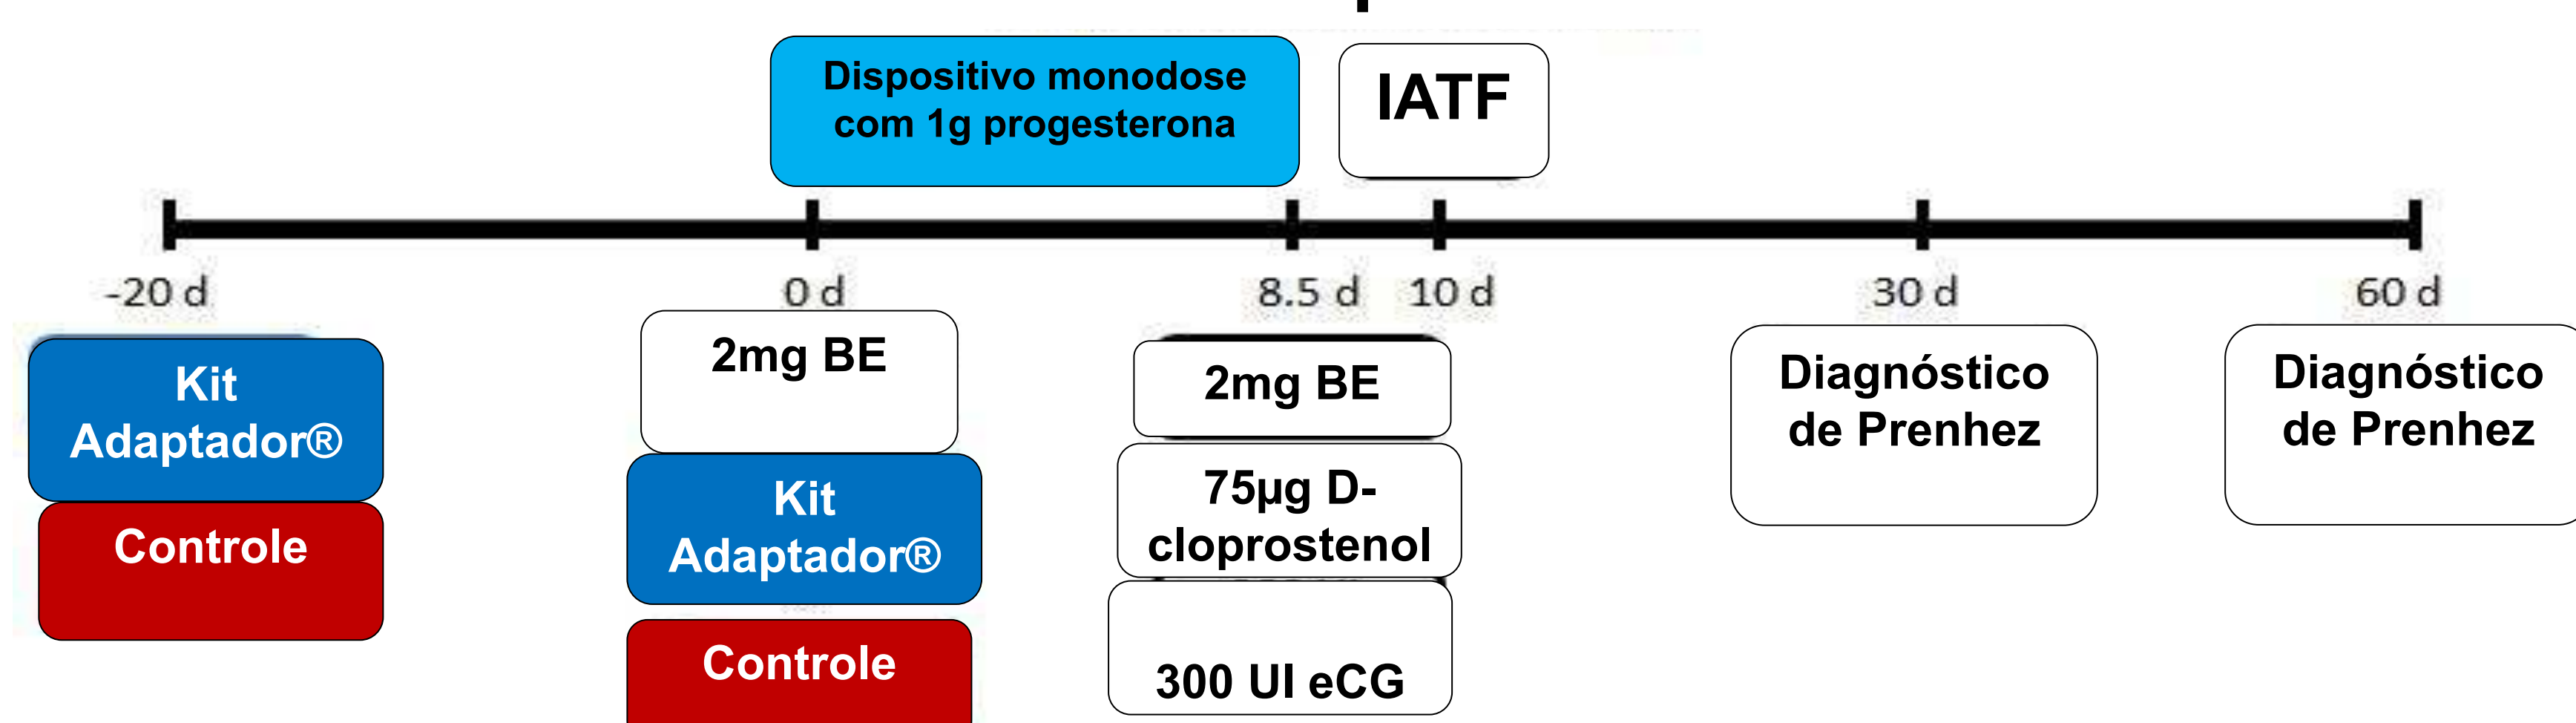 Dispositivo monodose
com 1g progesterona
IATF
-20 d
0 d
8.5 d
10 d
30 d
60 d
Kit
Adaptador®
Controle
2mg BE
Kit
Adaptador®
Controle
2mg BE
75µg D-
cloprostenol
300 UI eCG
Diagnóstico
de Prenhez
Diagnóstico
de Prenhez